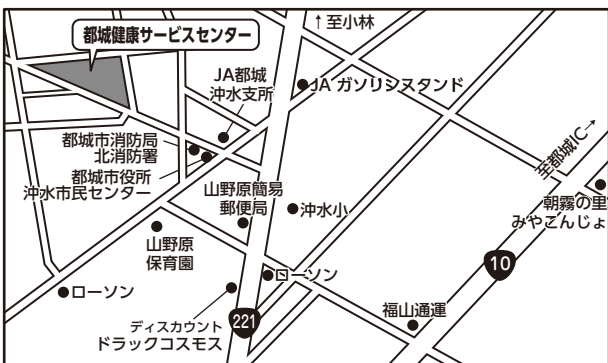 都城健康サービスセンター
↑至小林
JA都城
沖水支所
JA ガソリンスタンド
都城市消防局
北消防署
都城市役所
沖水市民センター
山野原簡易
郵便局
沖水小
至都城IC→
朝霧の里
みやこんじょ
山野原
保育園
ローソン
ローソン
10
福山通運
ディスカウント
ドラックコスモス
221